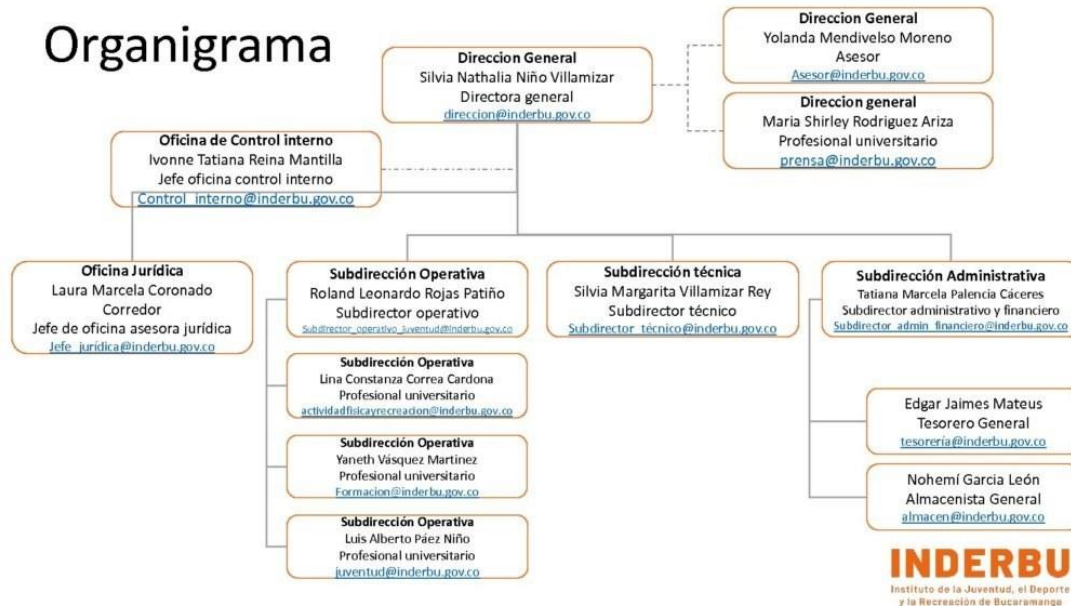 Organigrama
Direccion General
Silvia Nathalia Niño Villamizar
Directora general
direccion@inderbu.gov.co
Direccion General
Yolanda Mendivelso Moreno
Asesor
Asesor@inderbu.gov.co
Direccion general
Maria Shirley Rodriguez Ariza
Profesional universitario
prensa@inderbu.gov.co
Oficina de Control interno
Ivonne Tatiana Reina Mantilla
Jefe oficina control interno
Control_interno@inderbu.gov.co
Oficina Jurídica
Laura Marcela Coronado
Corredor
Jefe de oficina asesora jurídica
Jefe_jurídica@inderbu.gov.co
Subdirección Operativa
Roland Leonardo Rojas Patiño
Subdirector operativo
Subdirector_operativo_juventud@inderbu.gov.co
Subdirección Operativa
Lina Constanza Correa Cardona
Profesional universitario
actividadfisicayrecreacion@inderbu.gov.co
Subdirección Operativa
Yaneth Vásquez Martinez
Profesional universitario
Formacion@inderbu.gov.co
Subdirección Operativa
Luis Alberto Páez Niño
Profesional universitario
juventud@inderbu.gov.co
Subdirección técnica
Silvia Margarita Villamizar Rey
Subdirector técnico
Subdirector_técnico@inderbu.gov.co
Subdirección Administrativa
Tatiana Marcela Palencia Cáceres
Subdirector administrativo y financiero
Subdirector_admin_financiero@inderbu.gov.co
Edgar Jaimes Mateus
Tesorero General
tesorería@inderbu.gov.co
Nohemí Garcia León
Almacenista General
almacen@inderbu.gov.co
INDERBU
Instituto de la Juventud, el Deporte
y la Recreación de Bucaramanga